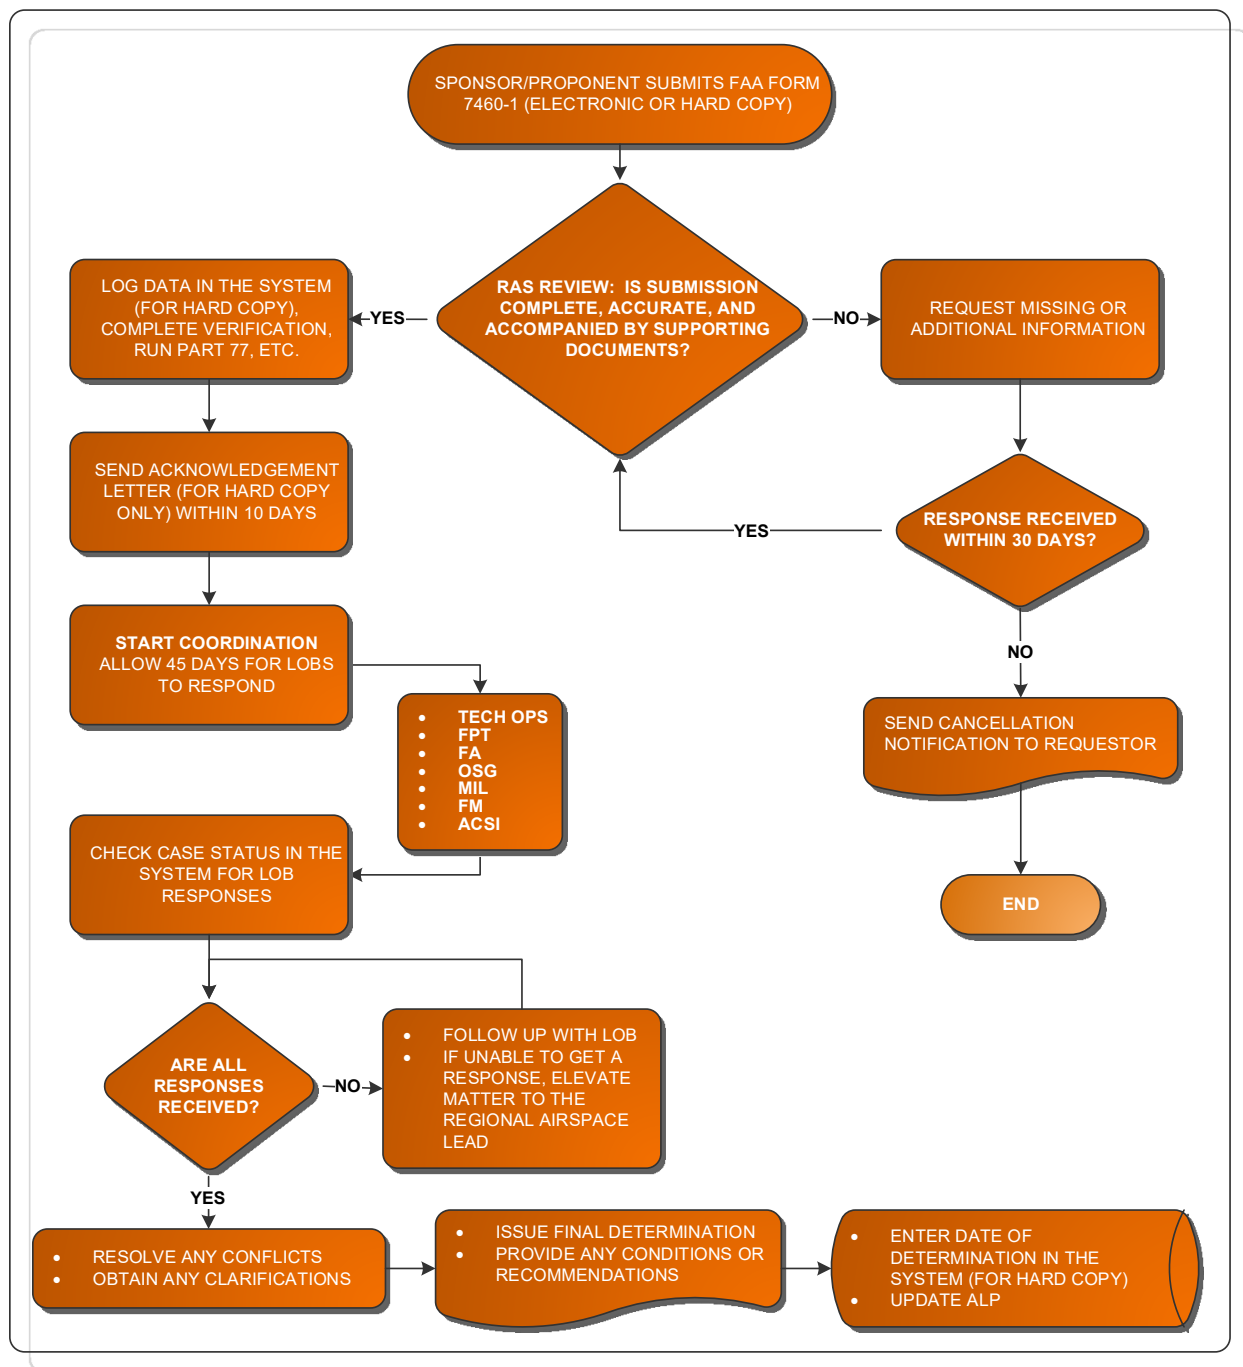 SPONSOR/PROPONENT SUBMITS FAA FORM
7460-1 (ELECTRONIC OR HARD COPY)
RAS REVIEW: IS SUBMISSION
COMPLETE, ACCURATE, AND
ACCOMPANIED BY SUPPORTING
DOCUMENTS?
YES
NO
LOG DATA IN THE SYSTEM
(FOR HARD COPY),
COMPLETE VERIFICATION,
RUN PART 77, ETC.
REQUEST MISSING OR
ADDITIONAL INFORMATION
SEND ACKNOWLEDGEMENT
LETTER (FOR HARD COPY
ONLY) WITHIN 10 DAYS
RESPONSE RECEIVED
WITHIN 30 DAYS?
YES
NO
START COORDINATION
ALLOW 45 DAYS FOR LOBS
TO RESPOND
• TECH OPS
• FPT
• FA
• OSG
• MIL
• FM
• ACSI
SEND CANCELLATION
NOTIFICATION TO REQUESTOR
END
CHECK CASE STATUS IN THE
SYSTEM FOR LOB
RESPONSES
ARE ALL
RESPONSES
RECEIVED?
NO
• FOLLOW UP WITH LOB
• IF UNABLE TO GET A
RESPONSE, ELEVATE
MATTER TO THE
REGIONAL AIRSPACE
LEAD
YES
• RESOLVE ANY CONFLICTS
• OBTAIN ANY CLARIFICATIONS
• ISSUE FINAL DETERMINATION
• PROVIDE ANY CONDITIONS OR
RECOMMENDATIONS
• ENTER DATE OF
DETERMINATION IN THE
SYSTEM (FOR HARD COPY)
• UPDATE ALP